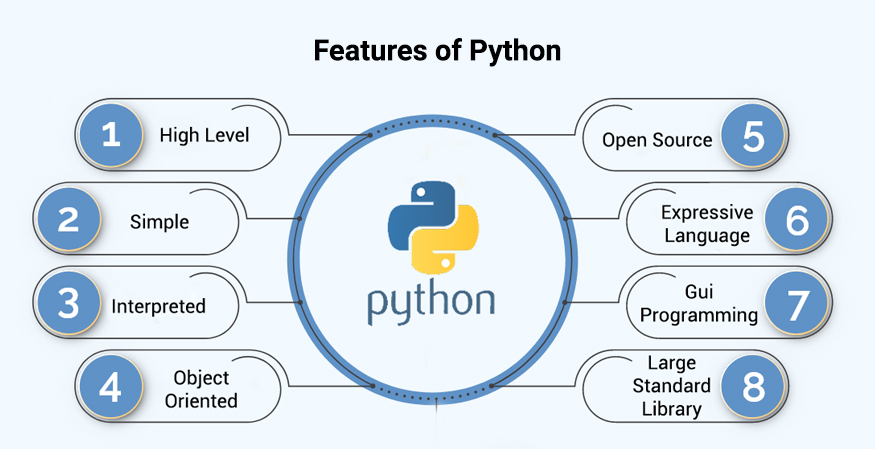 Features of Python
1
High Level
2
Simple
3
Interpreted
4
Object
Oriented
python
Open Source
5
Expressive
Language
6
Gui
Programming
7
Large
Standard
Library
8